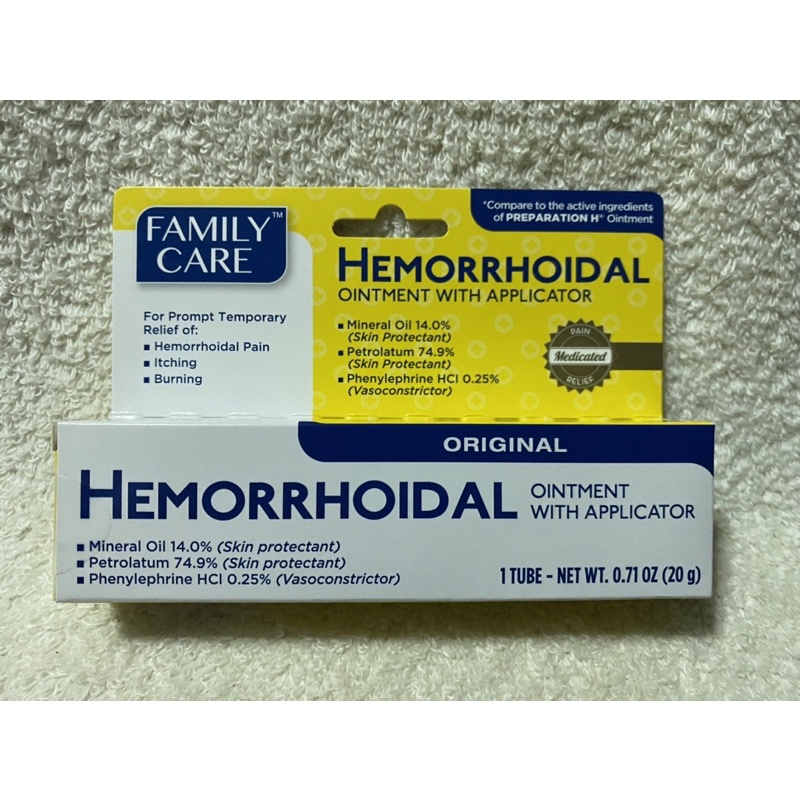 *Compare to the active ingredients
of PREPARATION H® Ointment
FAMILY™
CARE
For Prompt Temporary
Relief of:
▪ Hemorrhoidal Pain
▪ Itching
▪ Burning
HEMORRHOIDAL
OINTMENT WITH APPLICATOR
▪ Mineral Oil 14.0%
(Skin Protectant)
▪ Petrolatum 74.9%
(Skin Protectant)
▪ Phenylephrine HCl 0.25%
(Vasoconstrictor)
PAIN
Medicated
RELIEF
ORIGINAL
HEMORRHOIDAL
OINTMENT
WITH APPLICATOR
▪ Mineral Oil 14.0% (Skin protectant)
▪ Petrolatum 74.9% (Skin protectant)
▪ Phenylephrine HCl 0.25% (Vasoconstrictor)
1 TUBE - NET WT. 0.71 OZ (20 g)